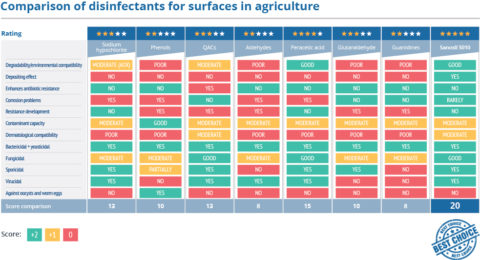 Comparison of disinfectants for surfaces in agriculture
Rating
Sodium hypochlorite Phenols QACs Aldehydes Peracetic acid Glutaraldehyde Guanidines Sanosil S010
Degradability/environmental compatibility MODERATE (AOX) POOR MODERATE POOR GOOD POOR POOR GOOD
Depositing effect NO NO YES NO NO NO NO YES
Enhances antibiotic resistance NO NO YES NO NO NO NO NO
Corrosion problems YES YES NO YES YES NO NO RARELY
Resistance development NO YES YES YES NO YES YES NO
Contaminant capacity MODERATE GOOD MODERATE MODERATE MODERATE MODERATE MODERATE MODERATE
Dermatological compatibility POOR POOR MODERATE POOR POOR POOR POOR MODERATE
Bactericidal + yeasticidal YES YES YES YES YES YES YES YES
Fungicidal MODERATE MODERATE GOOD MODERATE GOOD MODERATE MODERATE GOOD
Sporicidal YES PARTIALLY NO YES YES YES NO YES
Virucidal YES NO YES YES YES YES NO YES
Against oocysts and worm eggs NO YES NO NO NO NO NO NO
Score comparison 13 10 13 8 15 10 8 20
Score: +2 +1 0
BEST CHOICE
BEST CHOICE
BEST CHOICE